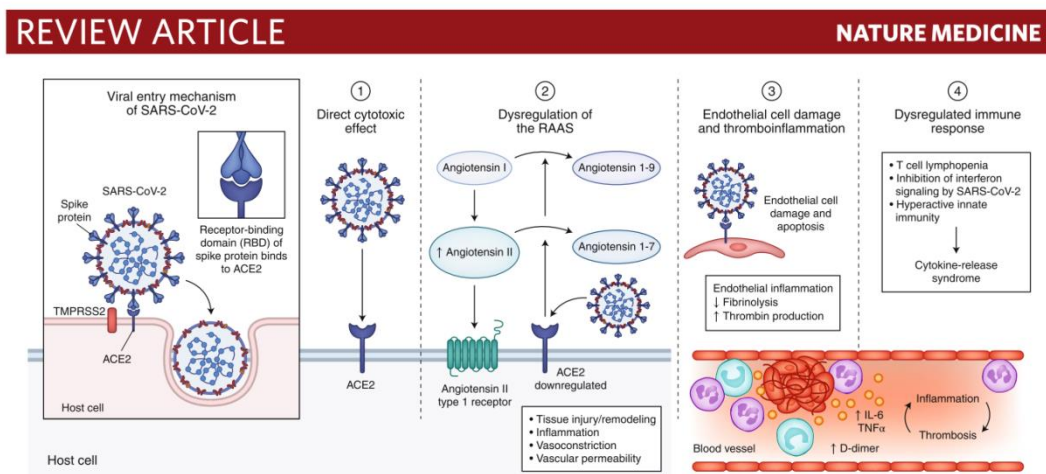 REVIEW ARTICLE
NATURE MEDICINE
Viral entry mechanism
of SARS-CoV-2
SARS-CoV-2
Spike
protein
Receptor-binding
domain (RBD) of
spike protein binds
to ACE2
TMPRSS2
ACE2
Host cell
1
Direct cytotoxic
effect
ACE2
Host cell
2
Dysregulation of
the RAAS
Angiotensin I
Angiotensin 1-9
↑ Angiotensin II
Angiotensin 1-7
Angiotensin II
type 1 receptor
ACE2
downregulated
• Tissue injury/remodeling
• Inflammation
• Vasoconstriction
• Vascular permeability
3
Endothelial cell damage
and thromboinflammation
Endothelial cell
damage and
apoptosis
Endothelial inflammation
↓ Fibrinolysis
↑ Thrombin production
4
Dysregulated immune
response
• T cell lymphopenia
• Inhibition of interferon
signaling by SARS-CoV-2
• Hyperactive innate
immunity
Cytokine-release
syndrome
Blood vessel
↑ IL-6
TNFα
↑ D-dimer
Inflammation
Thrombosis